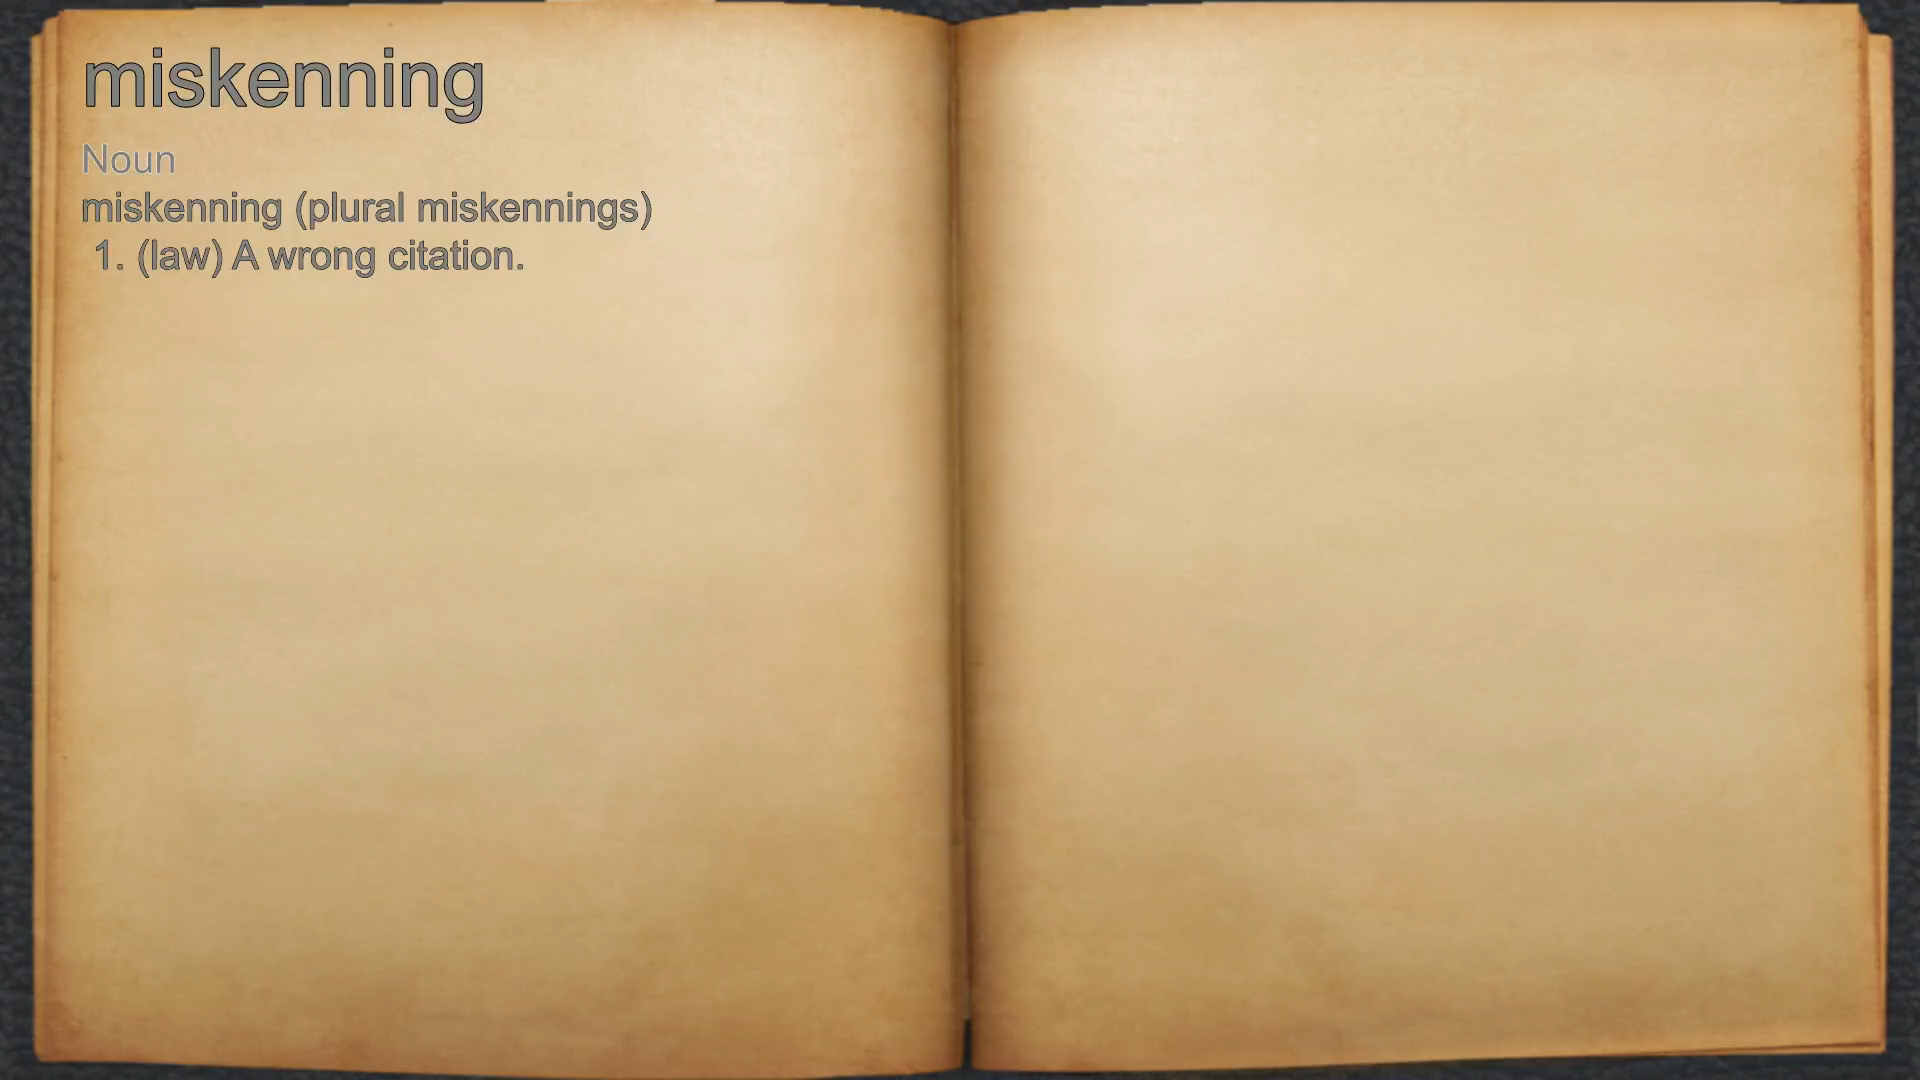 miskenning
Noun
miskenning (plural miskennings)
1. (law) A wrong citation.